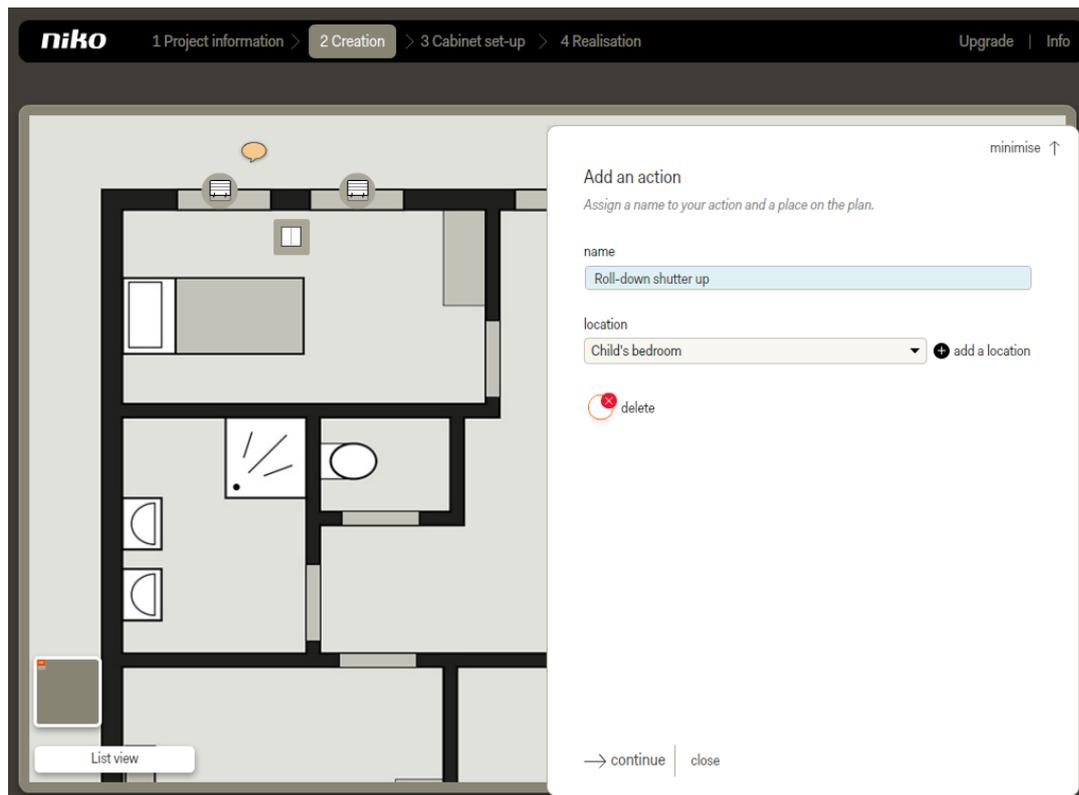 niko
1 Project information
2 Creation
3 Cabinet set-up
4 Realisation
Upgrade | Info
minimise
Add an action
Assign a name to your action and a place on the plan.
name
Roll-down shutter up
location
Child's bedroom
add a location
delete
List view
continue
close